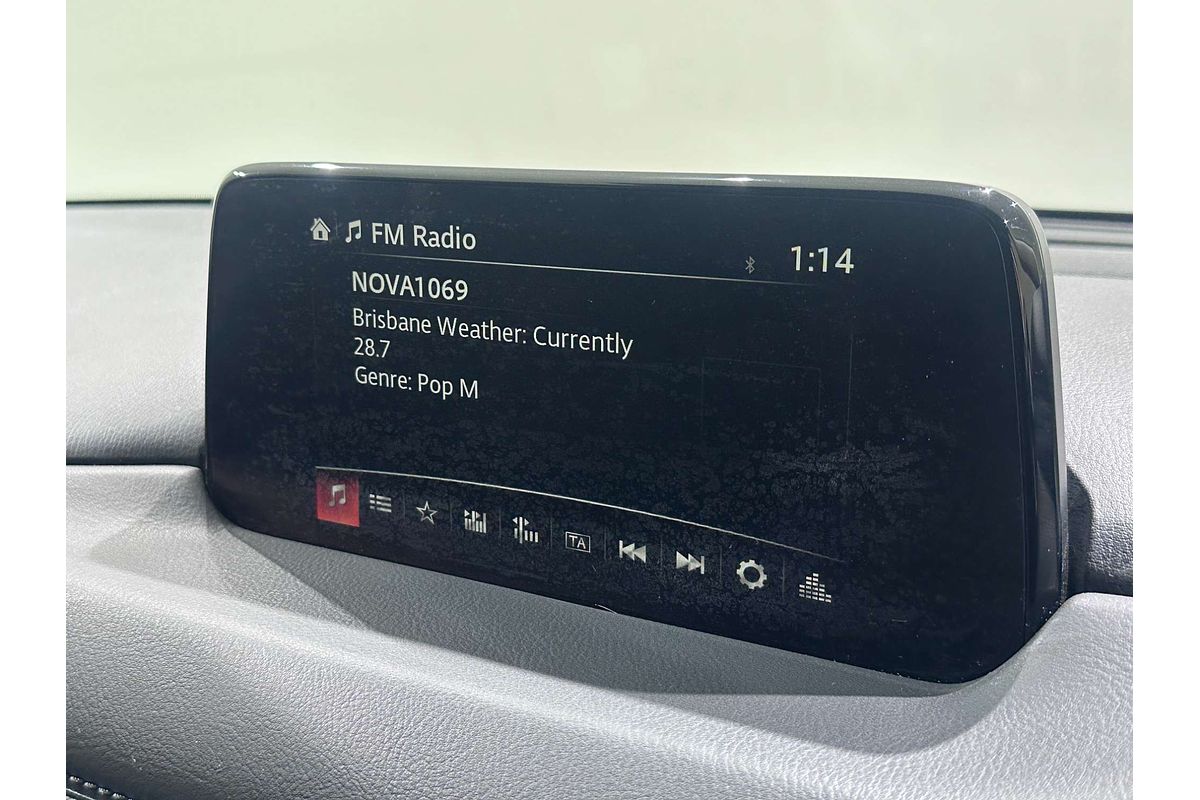 FM Radio
1:14
NOVA1069
Brisbane Weather: Currently
28.7
Genre: Pop M
TA